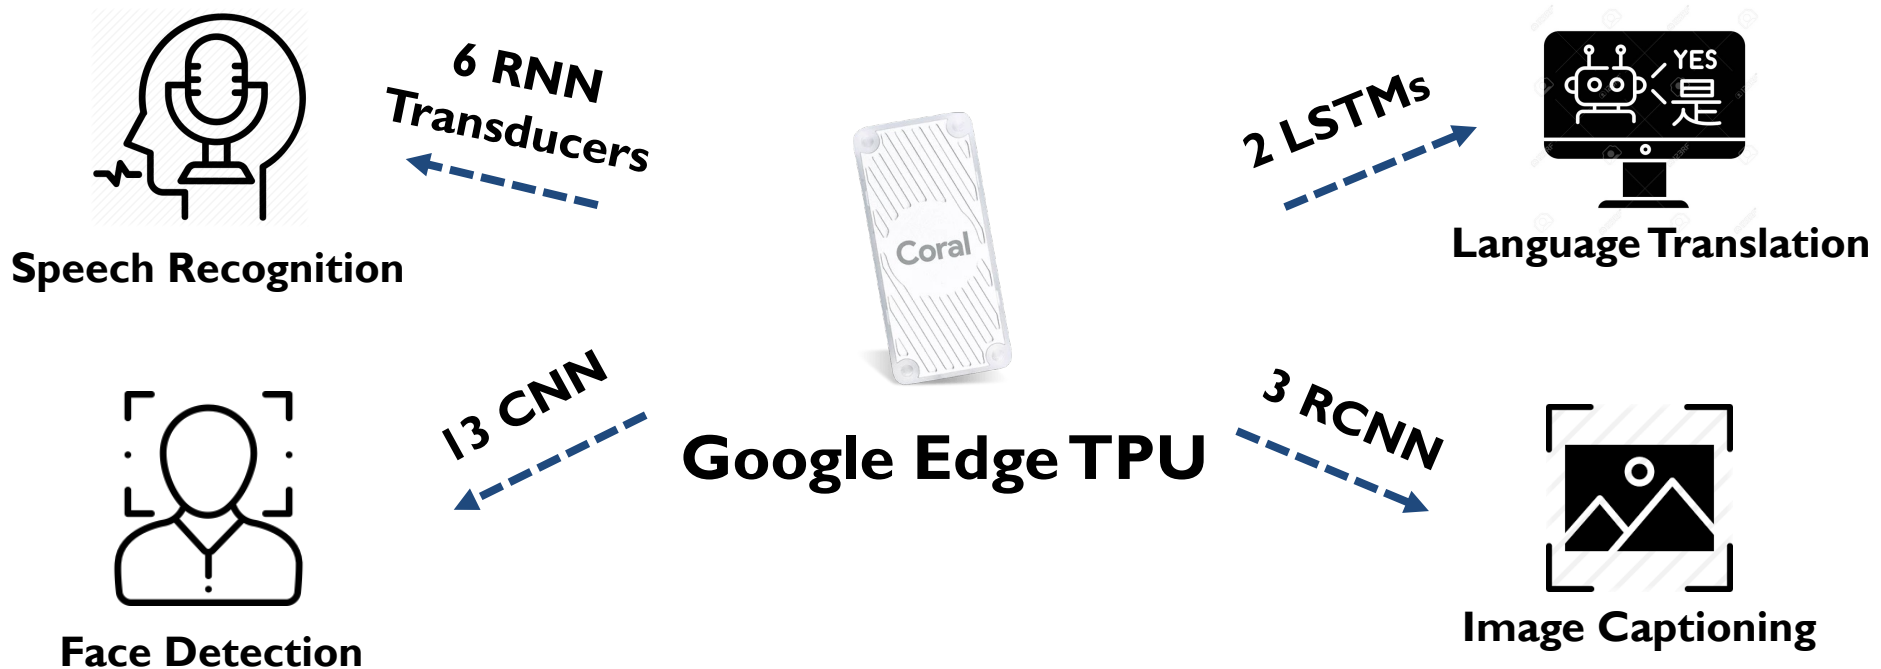 6 RNN
Transducers
Speech Recognition
2 LSTMs
YES
是
Language Translation
Coral
Google Edge TPU
13 CNN
Face Detection
3 RCNN
Image Captioning